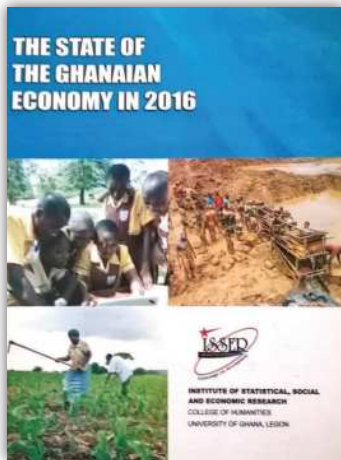 THE STATE OF
THE GHANAIAN
ECONOMY IN 2016
ISSER
INSTITUTE OF STATISTICAL, SOCIAL
AND ECONOMIC RESEARCH
COLLEGE OF HUMANITIES
UNIVERSITY OF GHANA, LEGON